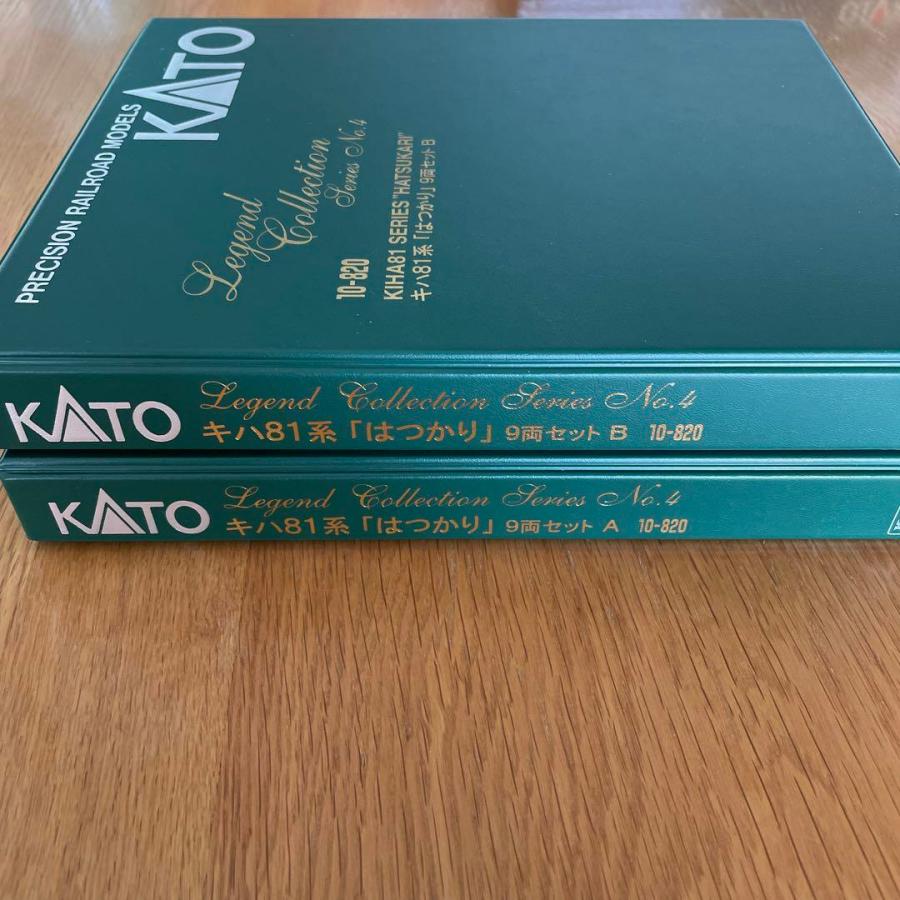 KATO
PRECISION RAILROAD MODELS
Legend
Collection
Series No.4
10-820
KIHA81 SERIES "HATSUKARI"
キハ81系「はつかり」9両セット B
KATO
Legend Collection Series No.4
キハ81系「はつかり」9両セット B 10-820
KATO
Legend Collection Series No.4
キハ81系「はつかり」9両セット A 10-820